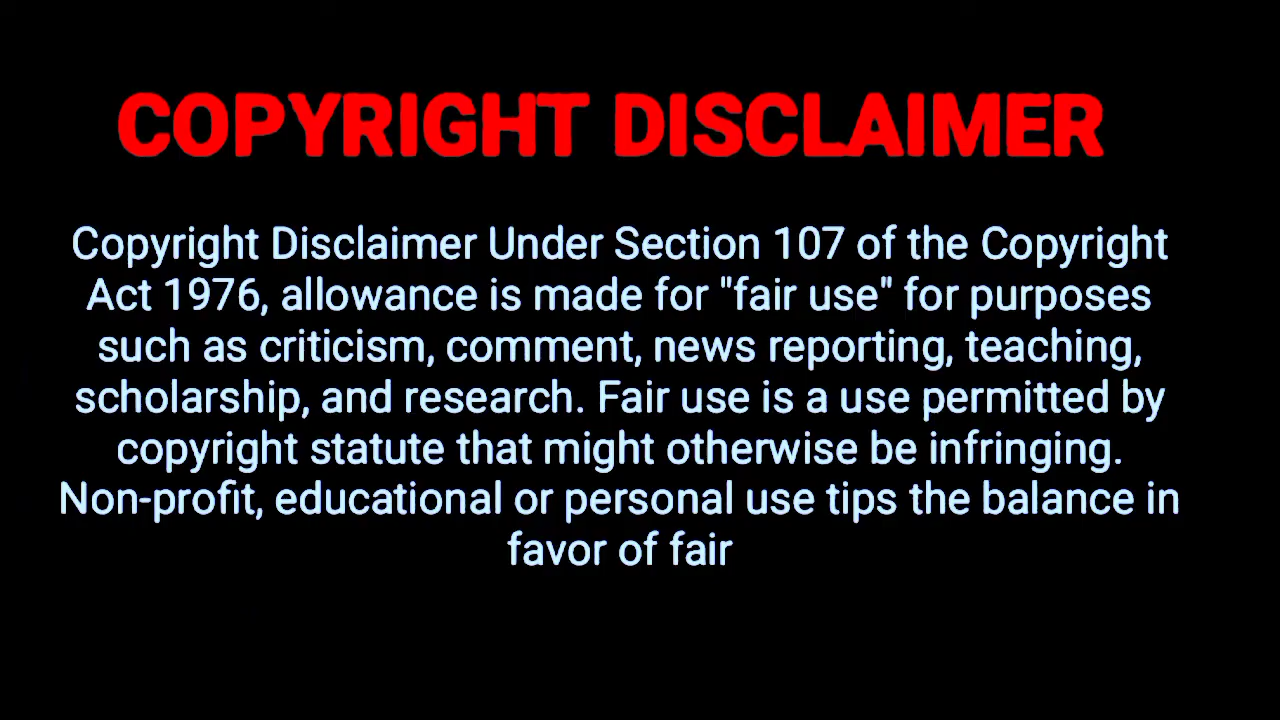 COPYRIGHT DISCLAIMER
Copyright Disclaimer Under Section 107 of the Copyright
Act 1976, allowance is made for "fair use" for purposes
such as criticism, comment, news reporting, teaching,
scholarship, and research. Fair use is a use permitted by
copyright statute that might otherwise be infringing.
Non-profit, educational or personal use tips the balance in
favor of fair